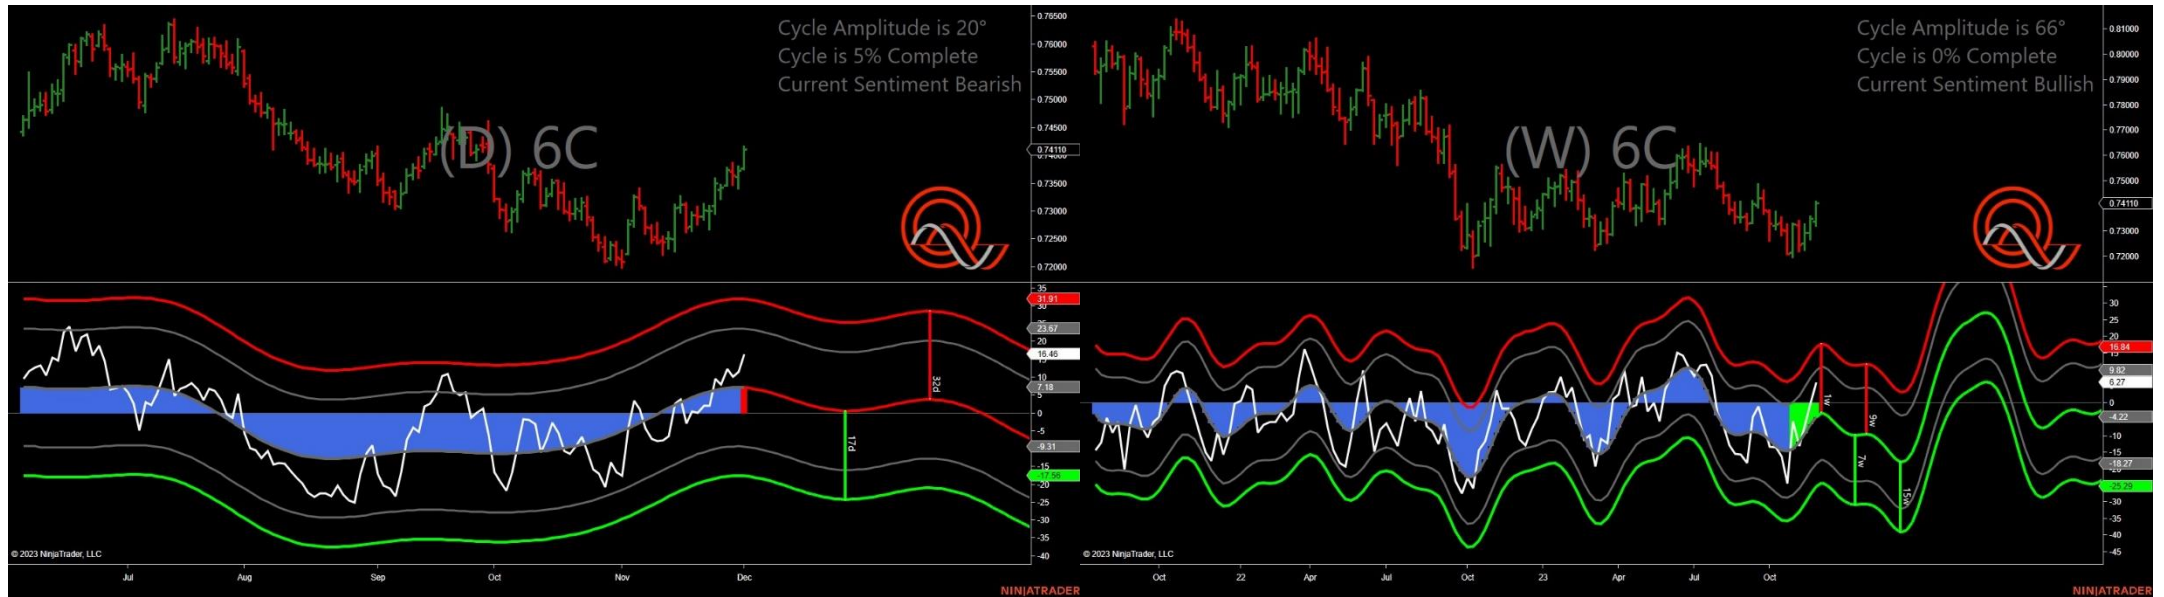 Cycle Amplitude is 20°
Cycle is 5% Complete
Current Sentiment Bearish
(D) 6C
0.76500
0.76000
0.75500
0.75000
0.74500
0.74110
0.73500
0.73000
0.72500
0.72000
35
31.91
23.67
20
16.46
10
7.18
5
0
-5
-9.31
-15
-17.56
-20
-25
-30
-35
-40
32d
17d
© 2023 NinjaTrader, LLC
Jul
Aug
Sep
Oct
Nov
Dec
NINJATRADER
Cycle Amplitude is 66°
Cycle is 0% Complete
Current Sentiment Bullish
(W) 6C
0.81000
0.80000
0.79000
0.78000
0.77000
0.76000
0.75000
0.74110
0.73000
0.72000
30
25
20
16.84
9.82
6.27
0
-4.22
-10
-15
-18.27
-25.29
-30
-35
-40
-45
1w
9w
7w
15w
© 2023 NinjaTrader, LLC
Oct
22
Apr
Jul
Oct
23
Apr
Jul
Oct
NINJATRADER